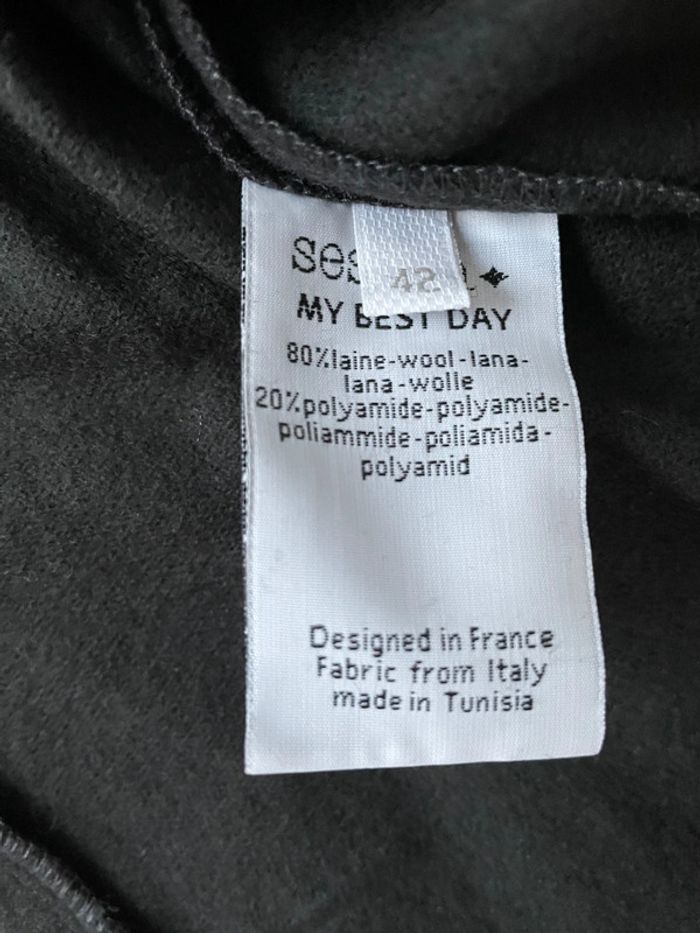 42
MY BEST DAY
80%laine-wool-lana-
lana-wolle
20%polyamide-polyamide-
poliammide-poliamida-
polyamid
Designed in France
Fabric from Italy
made in Tunisia